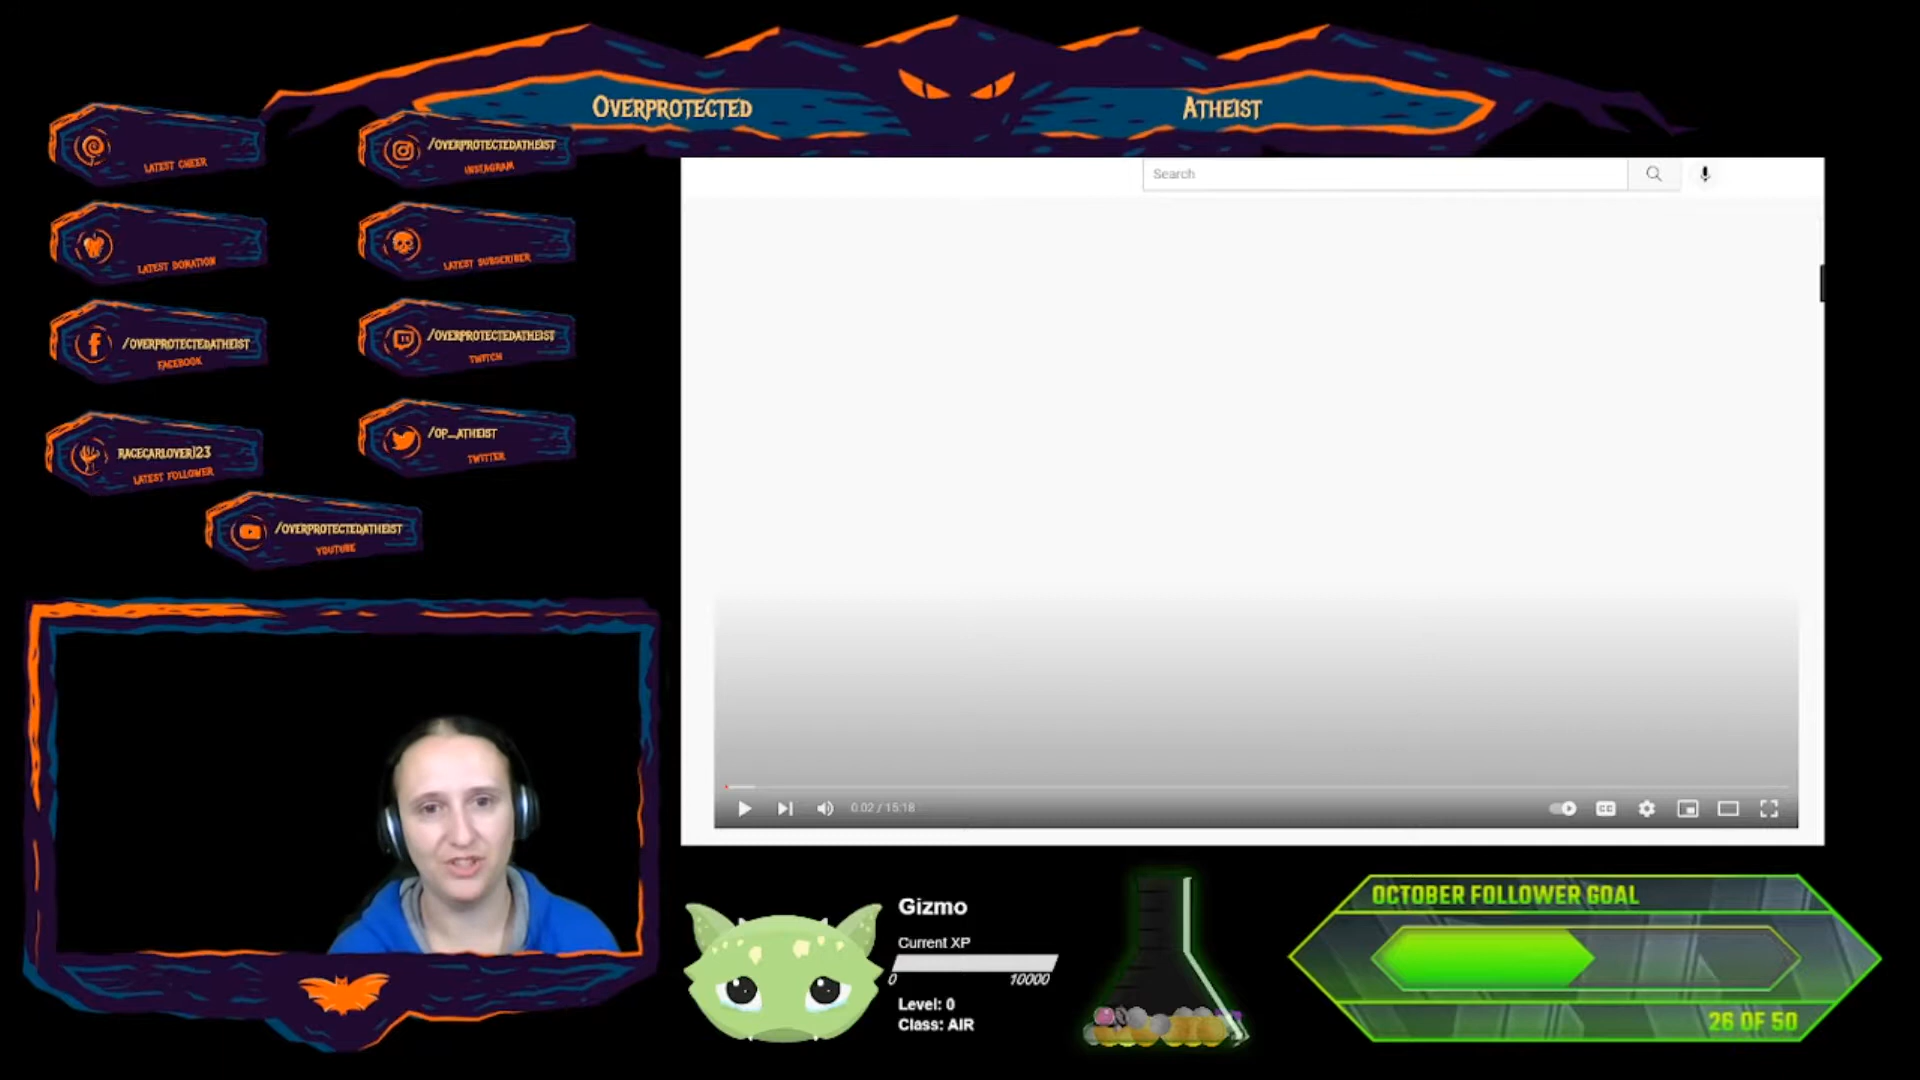 OVERPROTECTED
ATHEIST
LATEST CHEER
/OVERPROTECTEDATHEIST
INSTAGRAM
LATEST DONATION
LATEST SUBSCRIBER
/OVERPROTECTEDATHEIST
FACEBOOK
/OVERPROTECTEDATHEIST
TWITCH
RACECARLOVER123
LATEST FOLLOWER
/OP_ATHEIST
TWITTER
/OVERPROTECTEDATHEIST
YOUTUBE
Search
0:02 / 15:18
CC
Gizmo
Current XP
0
10000
Level: 0
Class: AIR
OCTOBER FOLLOWER GOAL
26 OF 50